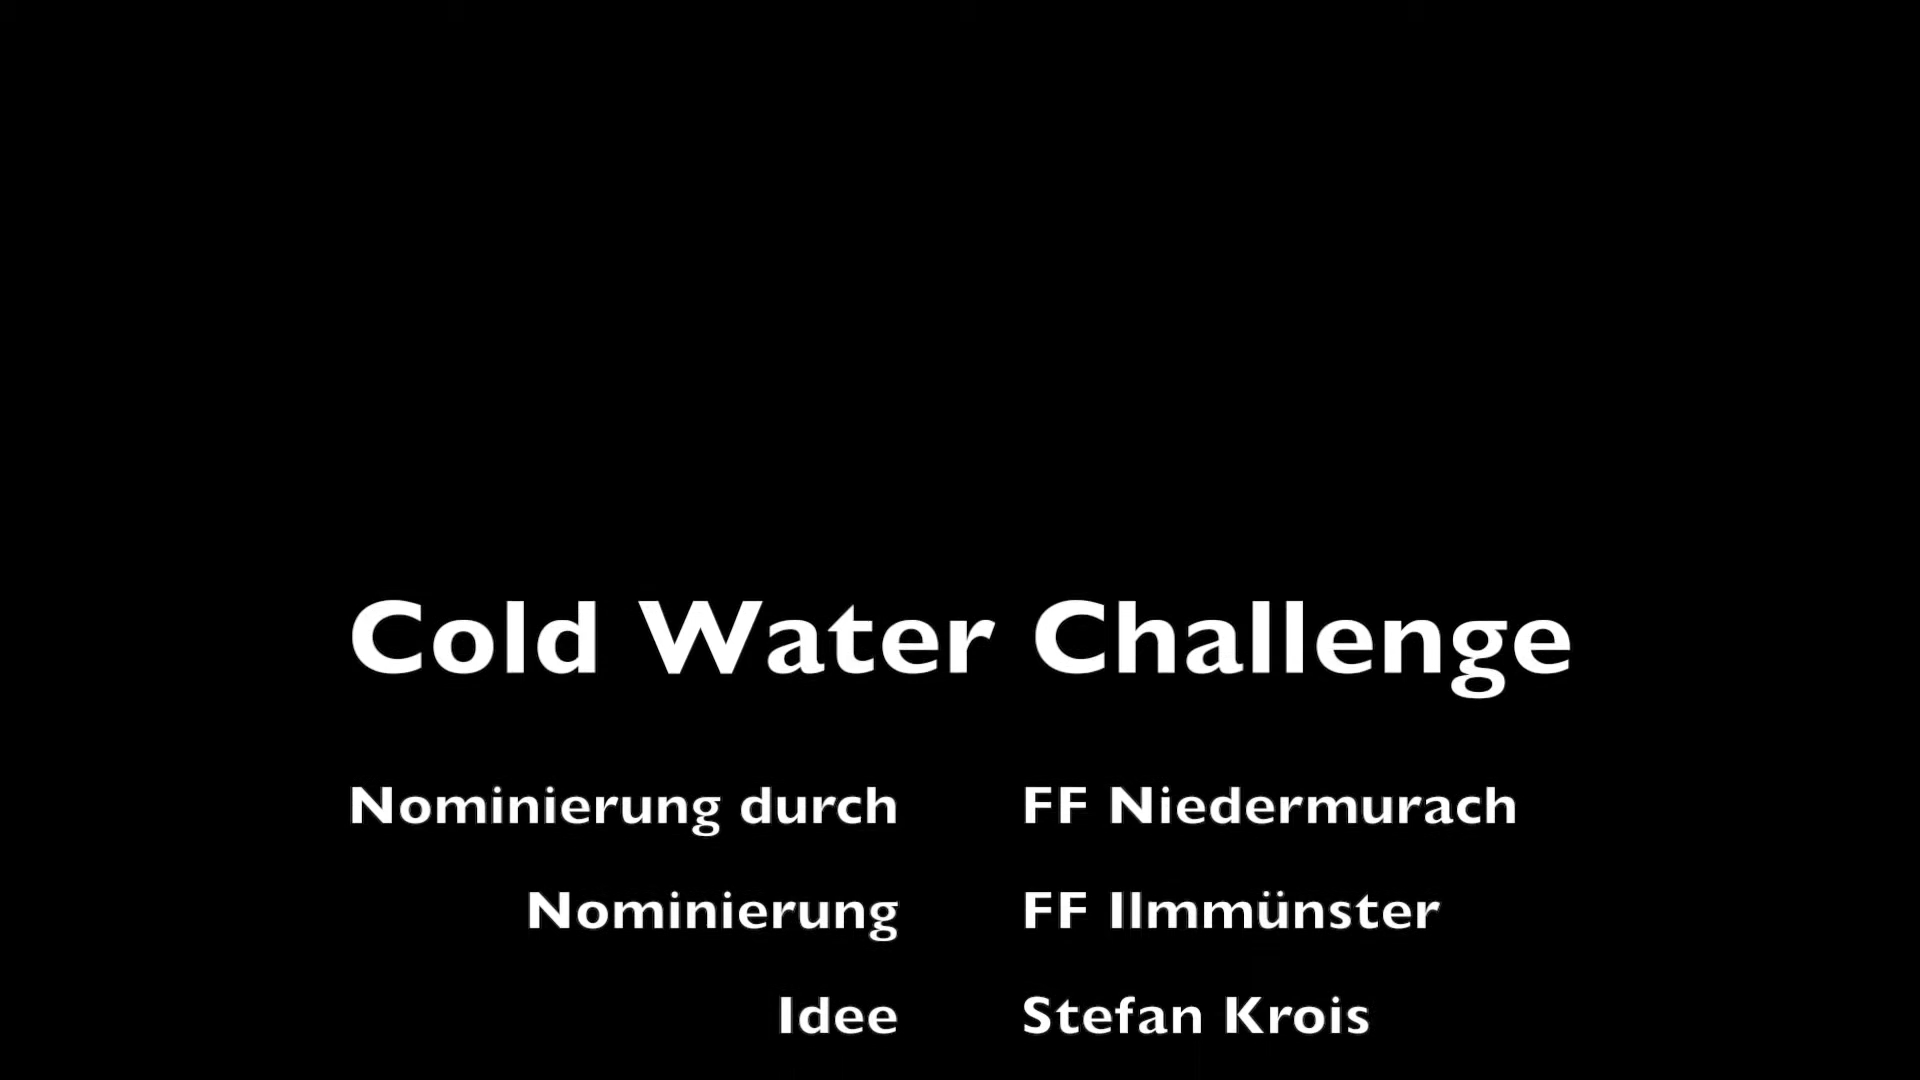 Cold Water Challenge
Nominierung durch FF Niedermurach
Nominierung FF Ilmmünster
Idee Stefan Krois